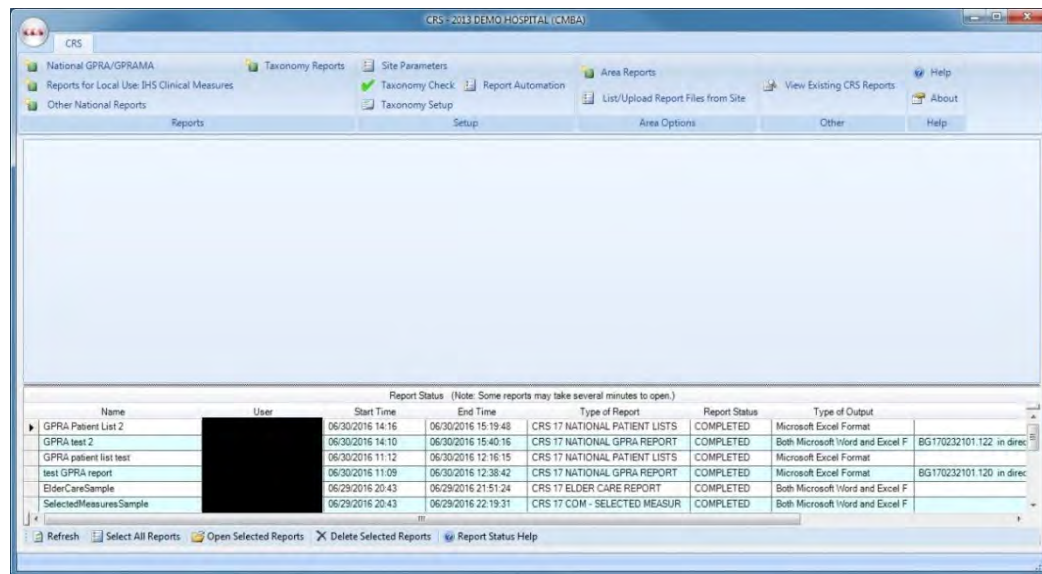 CRS - 2013 DEMO HOSPITAL (CMBA)
CRS
National GPRA/GPRAMA
Reports for Local Use: IHS Clinical Measures
Other National Reports
Taxonomy Reports
Reports
Site Parameters
Taxonomy Check
Report Automation
Taxonomy Setup
Setup
Area Reports
List/Upload Report Files from Site
Area Options
View Existing CRS Reports
Other
Help
About
Help
Report Status (Note: Some reports may take several minutes to open.)
Name User Start Time End Time Type of Report Report Status Type of Output
GPRA Patient List 2 06/30/2016 14:16 06/30/2016 15:19:48 CRS 17 NATIONAL PATIENT LISTS COMPLETED Microsoft Excel Format
GPRA test 2 06/30/2016 14:10 06/30/2016 15:40:16 CRS 17 NATIONAL GPRA REPORT COMPLETED Both Microsoft Word and Excel F BG170232101.122 in direc
GPRA patient list test 06/30/2016 11:12 06/30/2016 12:16:15 CRS 17 NATIONAL PATIENT LISTS COMPLETED Microsoft Excel Format
test GPRA report 06/30/2016 11:09 06/30/2016 12:38:42 CRS 17 NATIONAL GPRA REPORT COMPLETED Microsoft Excel Format BG170232101.120 in direc
ElderCareSample 06/29/2016 20:43 06/29/2016 21:51:24 CRS 17 ELDER CARE REPORT COMPLETED Both Microsoft Word and Excel F
SelectedMeasuresSample 06/29/2016 20:43 06/29/2016 22:19:31 CRS 17 COM - SELECTED MEASUR COMPLETED Both Microsoft Word and Excel F
Refresh Select All Reports Open Selected Reports Delete Selected Reports Report Status Help